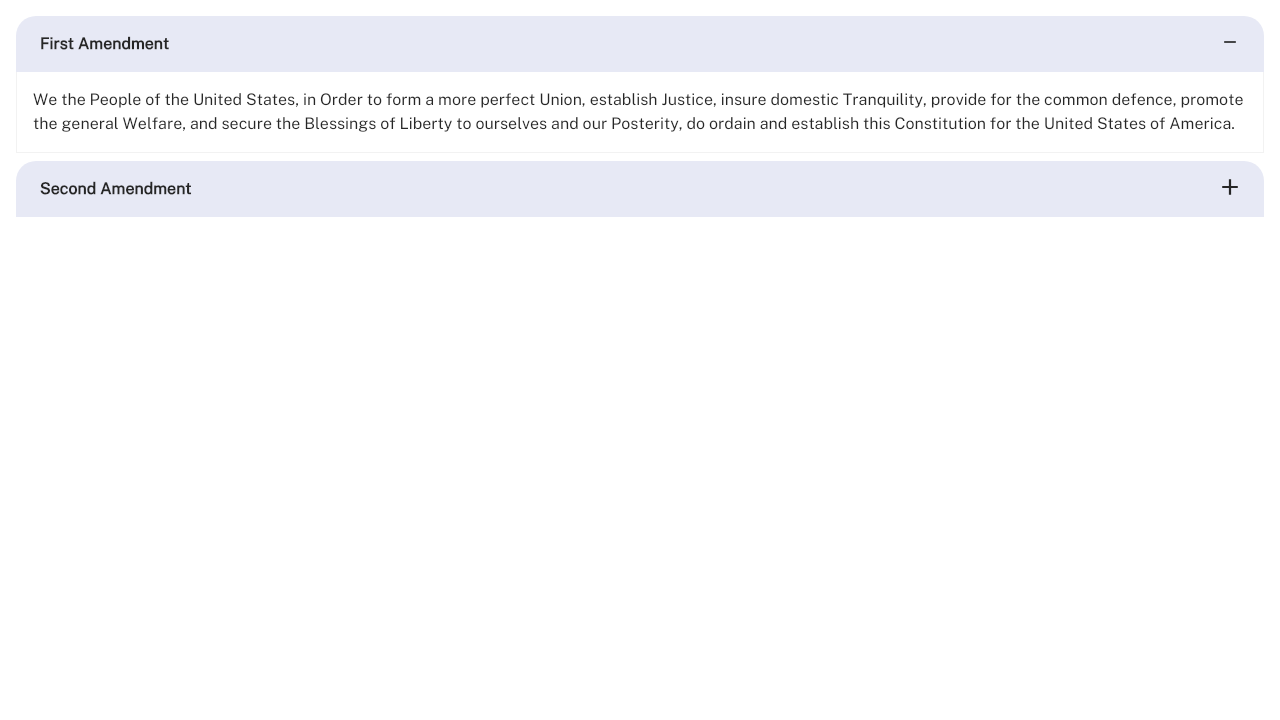 First Amendment
We the People of the United States, in Order to form a more perfect Union, establish Justice, insure domestic Tranquility, provide for the common defence, promote
the general Welfare, and secure the Blessings of Liberty to ourselves and our Posterity, do ordain and establish this Constitution for the United States of America.
Second Amendment